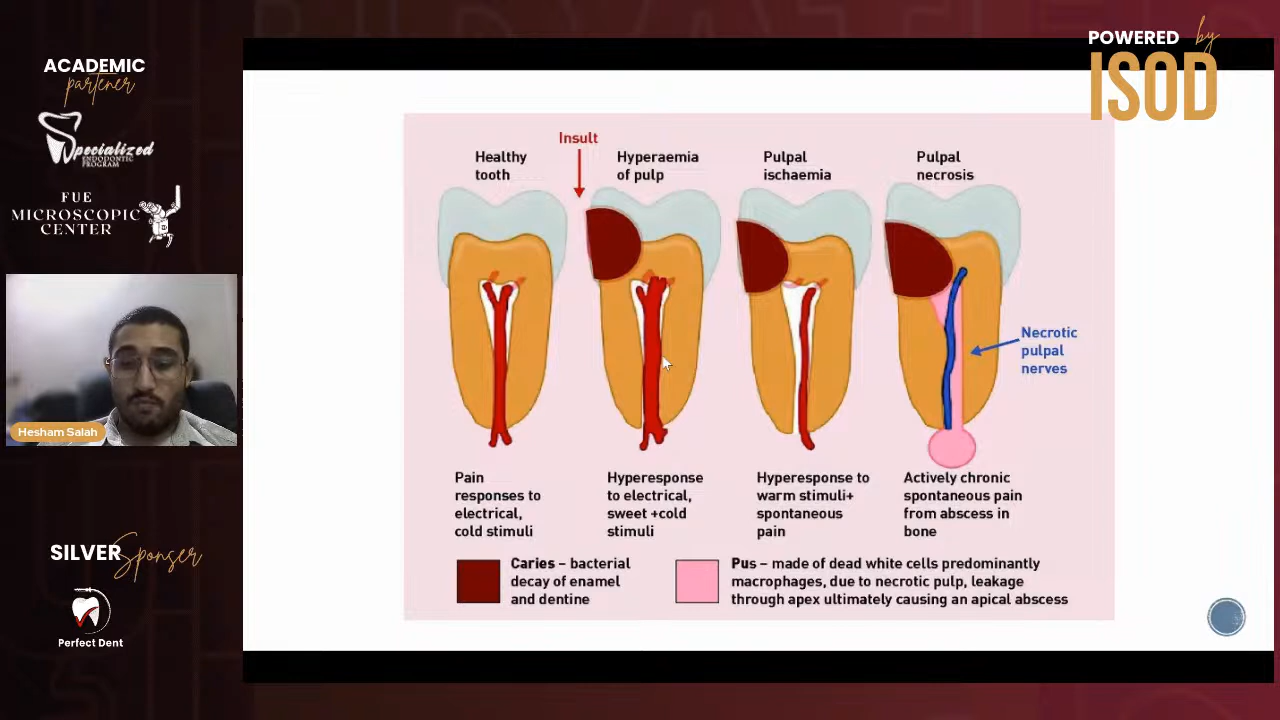 ACADEMIC
partener
Specialized
ENDODONTIC
PROGRAM
FUE
MICROSCOPIC
CENTER
Hesham Salah
SILVER Sponser
Perfect Dent
POWERED by
ISOD
Insult
Healthy
tooth
Hyperaemia
of pulp
Pulpal
ischaemia
Pulpal
necrosis
Necrotic
pulpal
nerves
Pain
responses to
electrical,
cold stimuli
Hyperesponse
to electrical,
sweet +cold
stimuli
Hyperesponse to
warm stimuli+
spontaneous
pain
Actively chronic
spontaneous pain
from abscess in
bone
Caries – bacterial
decay of enamel
and dentine
Pus – made of dead white cells predominantly
macrophages, due to necrotic pulp, leakage
through apex ultimately causing an apical abscess